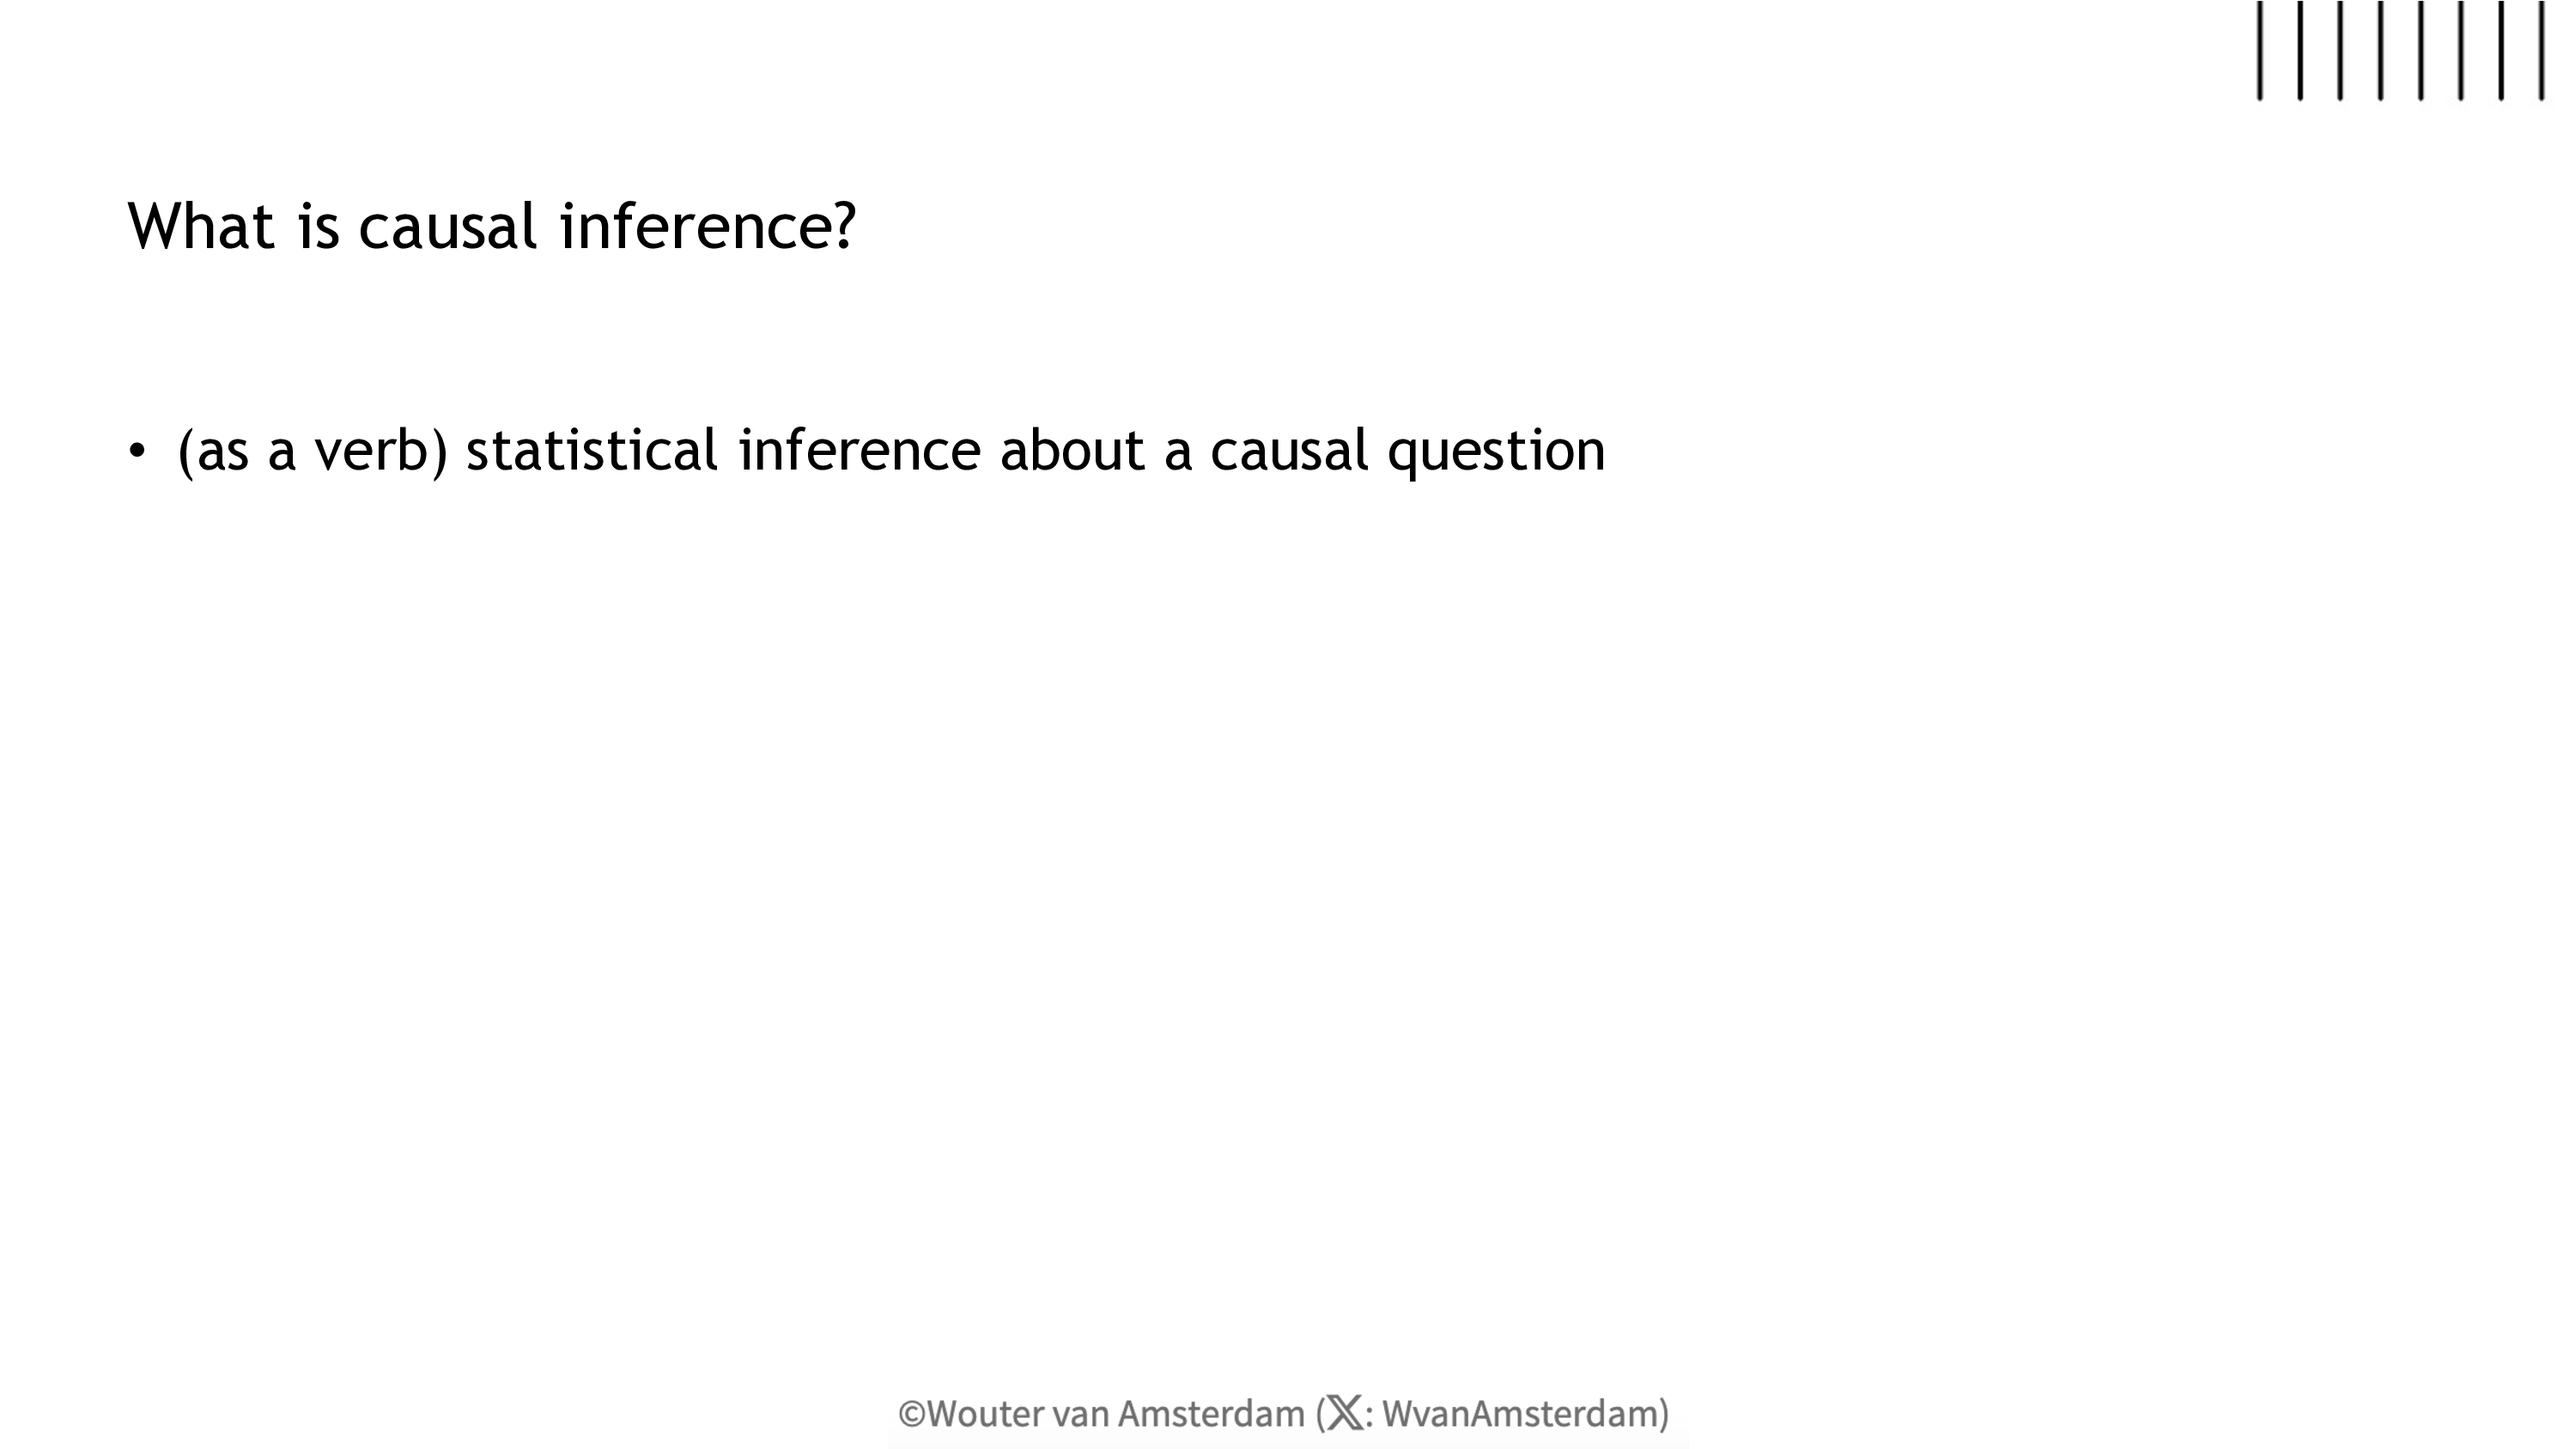 What is causal inference?
• (as a verb) statistical inference about a causal question
©Wouter van Amsterdam (𝕏: WvanAmsterdam)